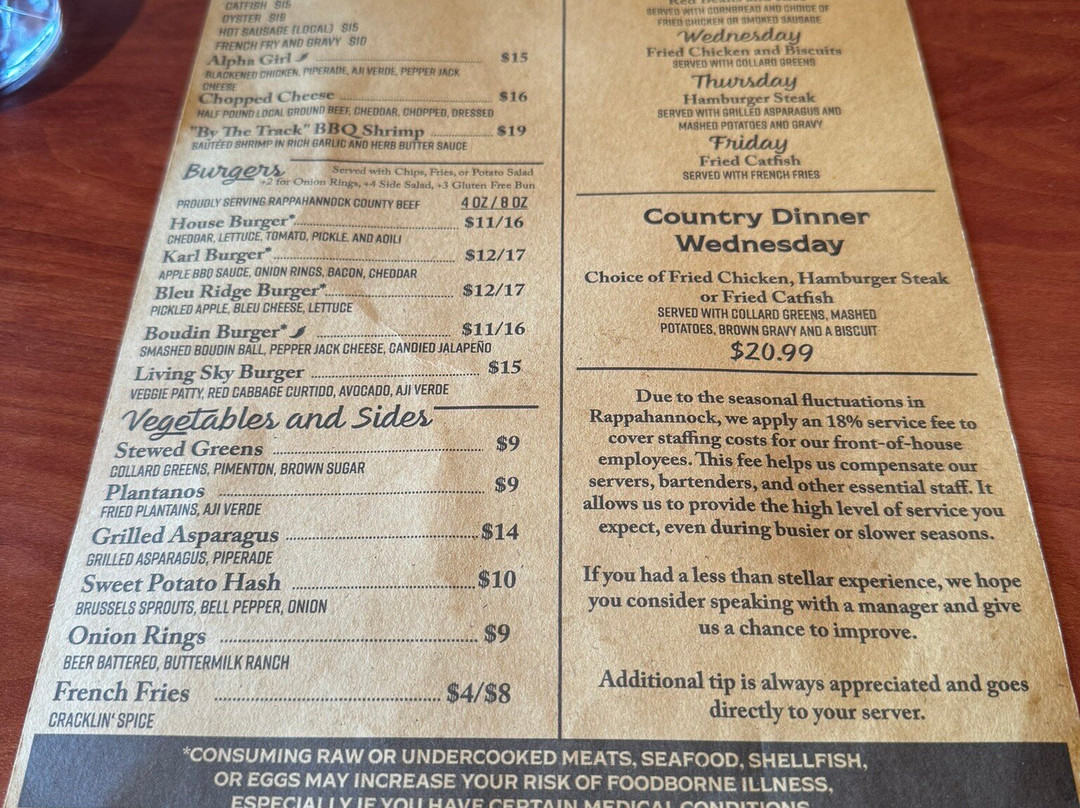 CATFISH $15
OYSTER $19
HOT SAUSAGE (LOCAL) $15
FRENCH FRY AND GRAVY $10
Alpha Girl $15
BLACKENED CHICKEN, PIPERADE, AJI VERDE, PEPPER JACK
CHEESE
Chopped Cheese $16
HALF POUND LOCAL GROUND BEEF, CHEDDAR, CHOPPED, DRESSED
"By The Track" BBQ Shrimp $19
SAUTÉED SHRIMP IN RICH GARLIC AND HERB BUTTER SAUCE
Burgers
Served with Chips, Fries, or Potato Salad
+2 for Onion Rings, +4 Side Salad, +3 Gluten Free Bun
PROUDLY SERVING RAPPAHANNOCK COUNTY BEEF 4 OZ / 8 OZ
House Burger* $11/16
CHEDDAR, LETTUCE, TOMATO, PICKLE, AND AOILI
Karl Burger* $12/17
APPLE BBQ SAUCE, ONION RINGS, BACON, CHEDDAR
Bleu Ridge Burger* $12/17
PICKLED APPLE, BLEU CHEESE, LETTUCE
Boudin Burger* $11/16
SMASHED BOUDIN BALL, PEPPER JACK CHEESE, CANDIED JALAPEÑO
Living Sky Burger $15
VEGGIE PATTY, RED CABBAGE CURTIDO, AVOCADO, AJI VERDE
Vegetables and Sides
Stewed Greens $9
COLLARD GREENS, PIMENTON, BROWN SUGAR
Plantanos $9
FRIED PLANTAINS, AJI VERDE
Grilled Asparagus $14
GRILLED ASPARAGUS, PIPERADE
Sweet Potato Hash $10
BRUSSELS SPROUTS, BELL PEPPER, ONION
Onion Rings $9
BEER BATTERED, BUTTERMILK RANCH
French Fries $4/$8
CRACKLIN' SPICE
Red Beans
SERVED WITH CORNBREAD AND CHOICE OF
FRIED CHICKEN OR SMOKED SAUSAGE
Wednesday
Fried Chicken and Biscuits
SERVED WITH COLLARD GREENS
Thursday
Hamburger Steak
SERVED WITH GRILLED ASPARAGUS AND
MASHED POTATOES AND GRAVY
Friday
Fried Catfish
SERVED WITH FRENCH FRIES
Country Dinner
Wednesday
Choice of Fried Chicken, Hamburger Steak
or Fried Catfish
SERVED WITH COLLARD GREENS, MASHED
POTATOES, BROWN GRAVY AND A BISCUIT
$20.99
Due to the seasonal fluctuations in
Rappahannock, we apply an 18% service fee to
cover staffing costs for our front-of-house
employees. This fee helps us compensate our
servers, bartenders, and other essential staff. It
allows us to provide the high level of service you
expect, even during busier or slower seasons.
If you had a less than stellar experience, we hope
you consider speaking with a manager and give
us a chance to improve.
Additional tip is always appreciated and goes
directly to your server.
*CONSUMING RAW OR UNDERCOOKED MEATS, SEAFOOD, SHELLFISH,
OR EGGS MAY INCREASE YOUR RISK OF FOODBORNE ILLNESS,
ESPECIALLY IF YOU HAVE CERTAIN MEDICAL CONDITIONS